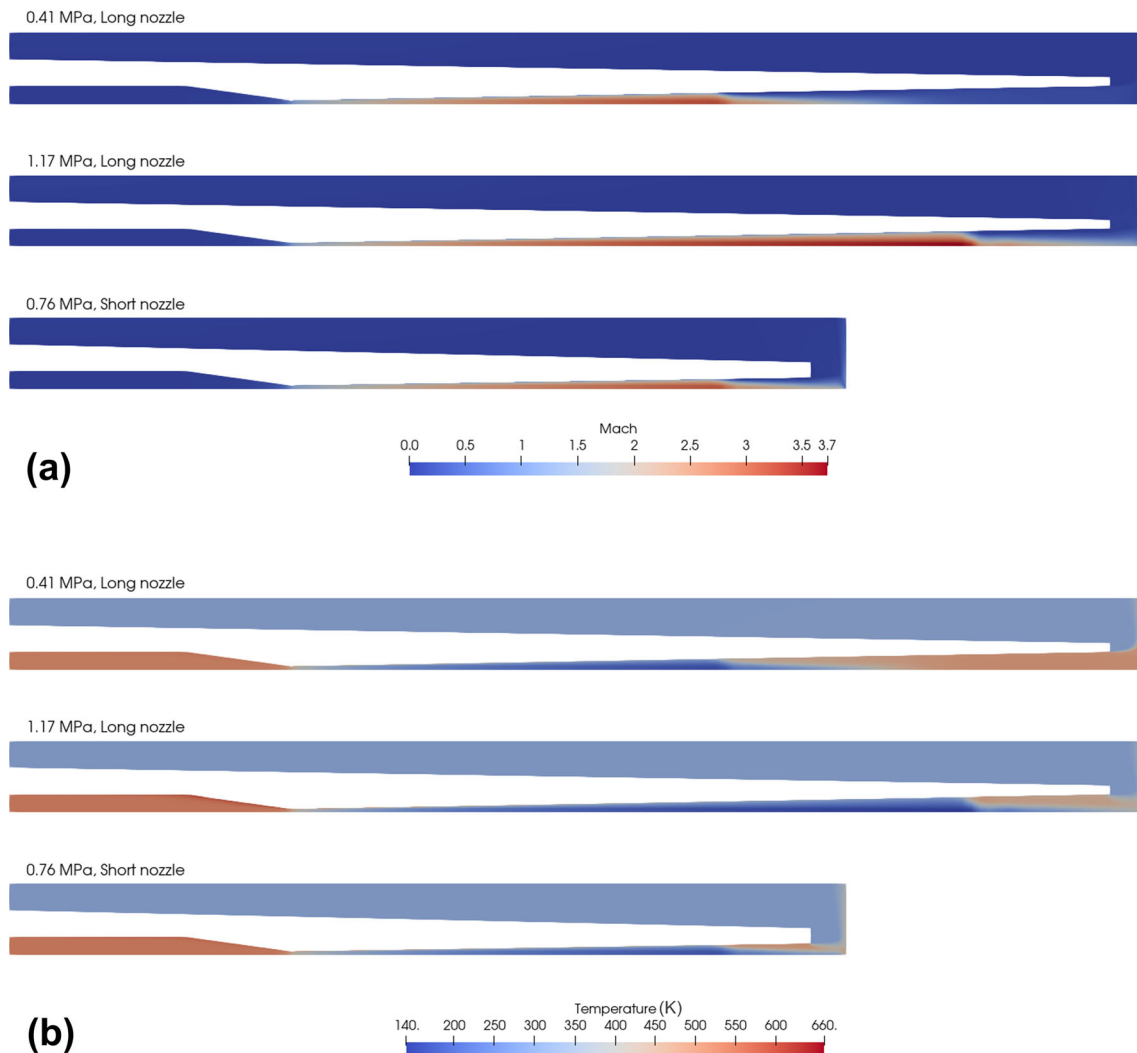 0.41 MPa, Long nozzle
1.17 MPa, Long nozzle
0.76 MPa, Short nozzle
Mach
0.0 0.5 1 1.5 2 2.5 3 3.5 3.7
(a)
0.41 MPa, Long nozzle
1.17 MPa, Long nozzle
0.76 MPa, Short nozzle
Temperature (K)
140. 200 250 300 350 400 450 500 550 600 660.
(b)